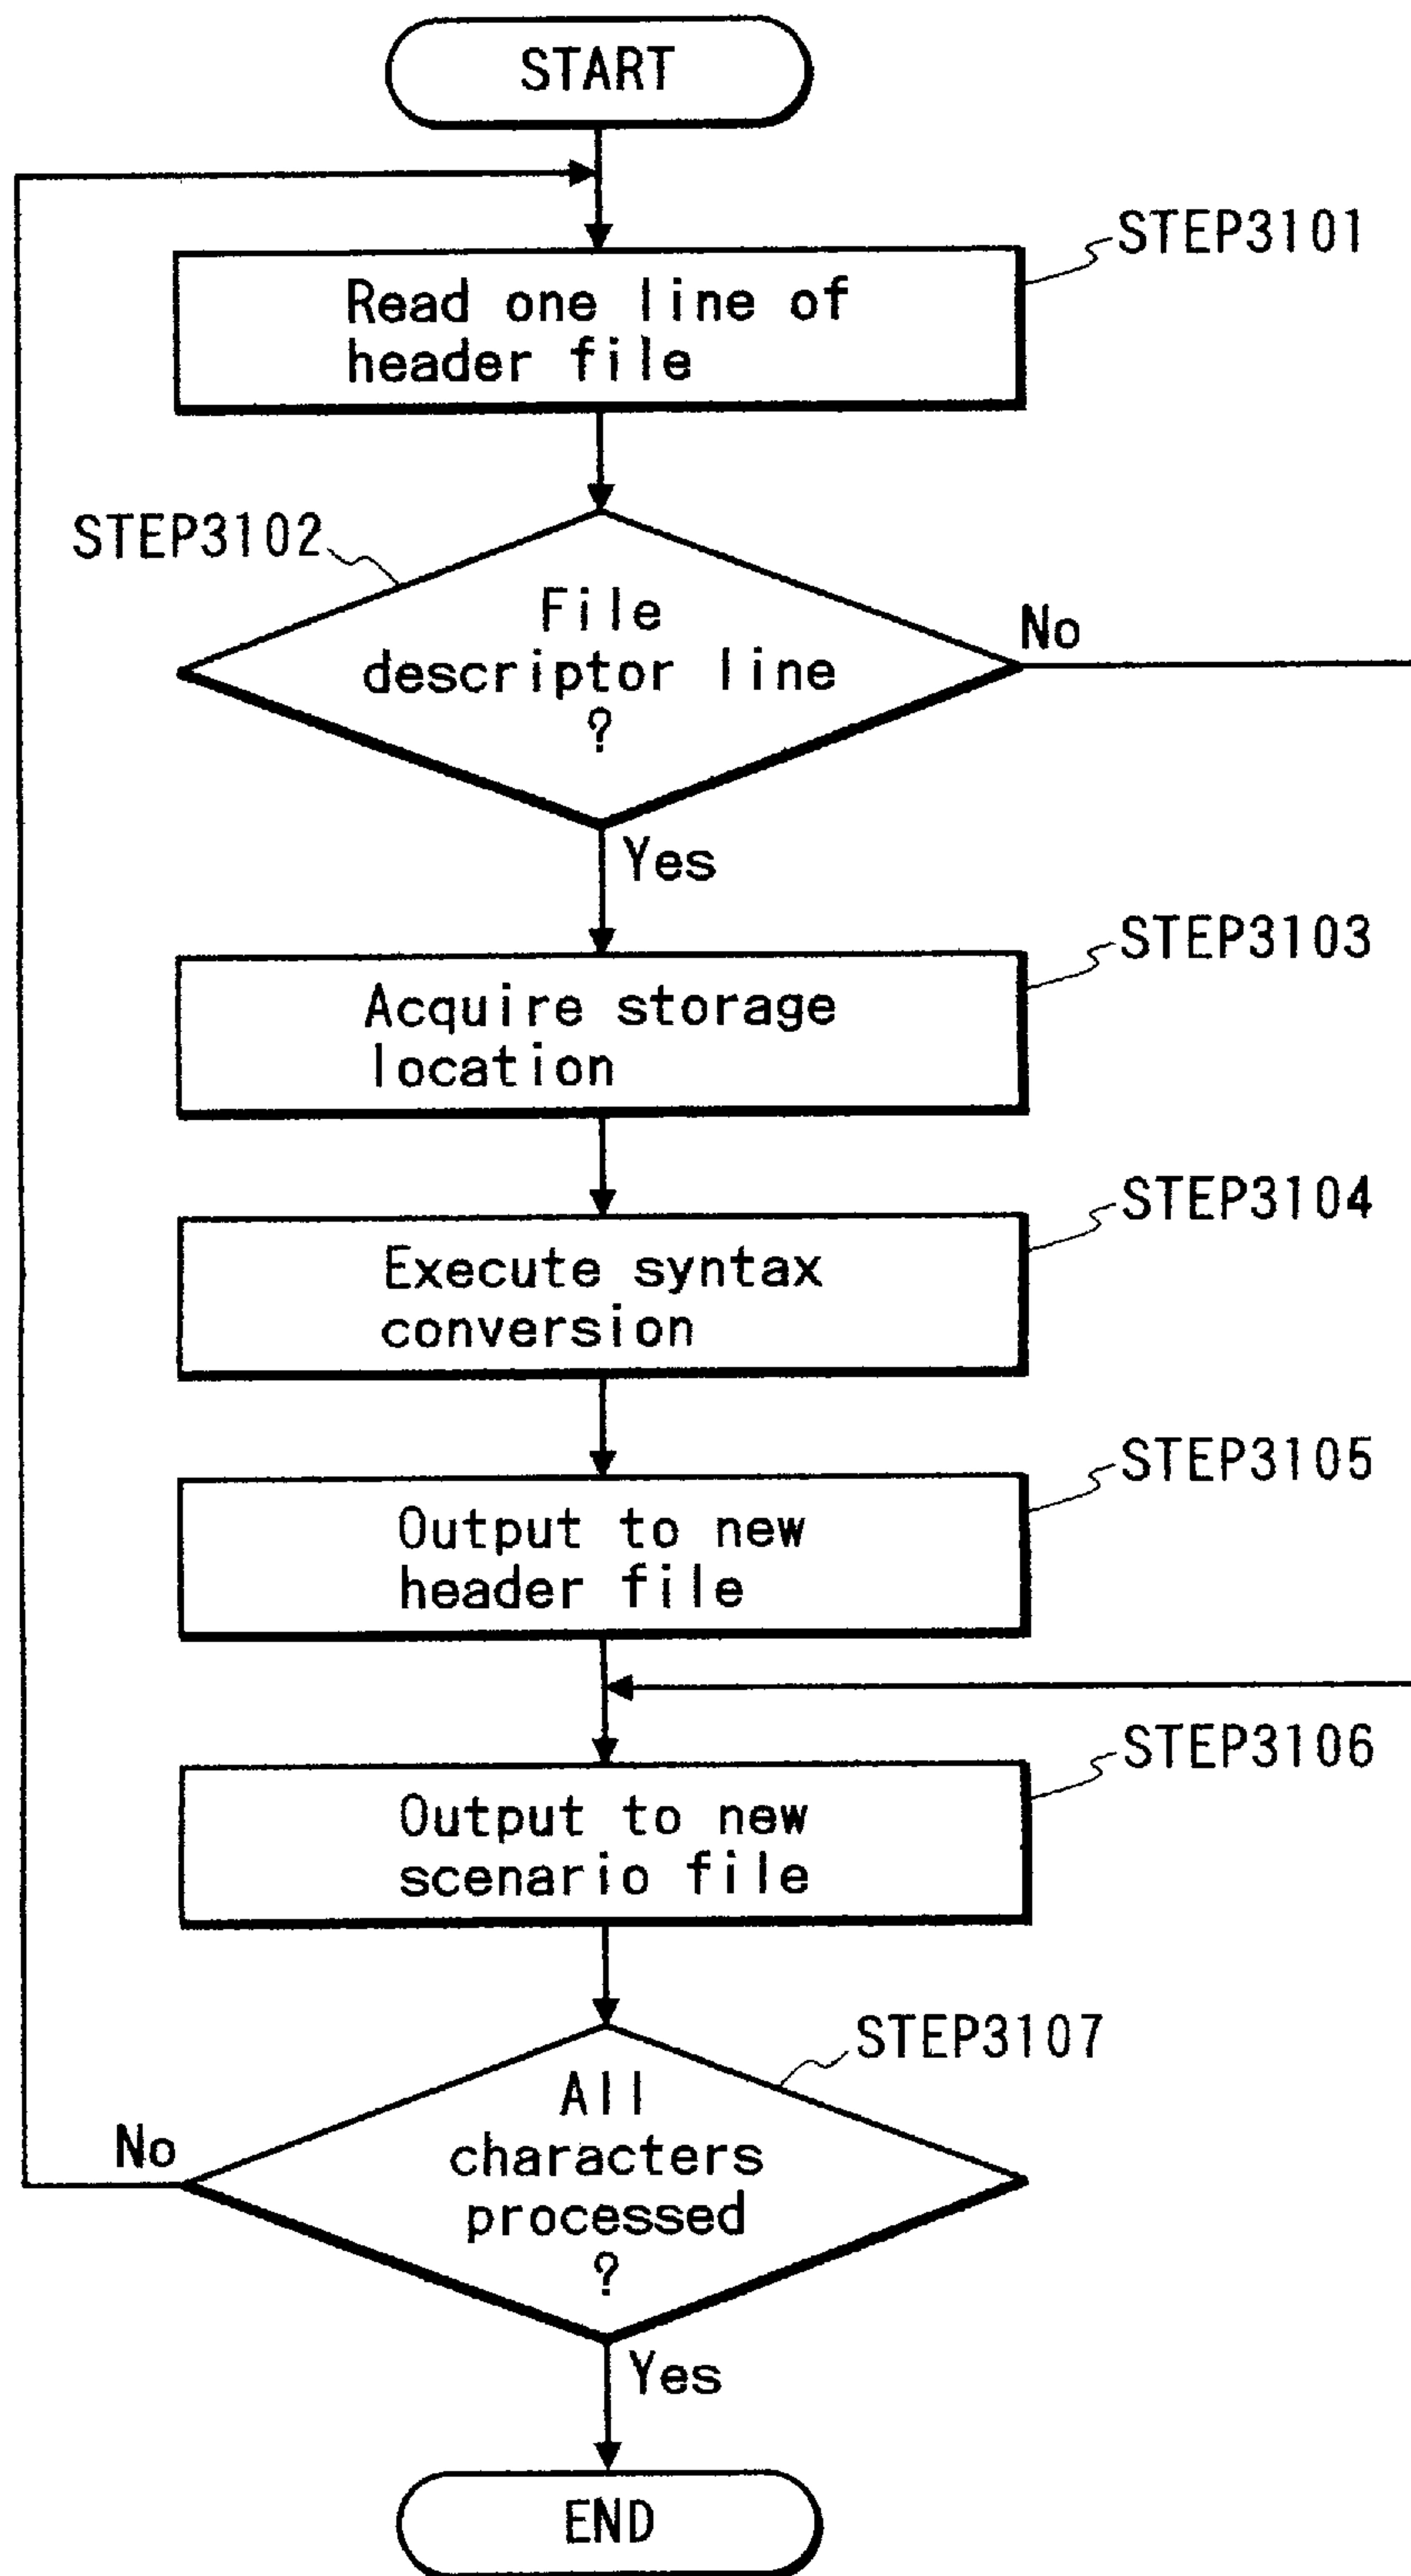 START
STEP3101
Read one line of
header file
STEP3102
File
descriptor line
?
No
Yes
STEP3103
Acquire storage
location
STEP3104
Execute syntax
conversion
STEP3105
Output to new
header file
STEP3106
Output to new
scenario file
STEP3107
All
characters
processed
?
No
Yes
END